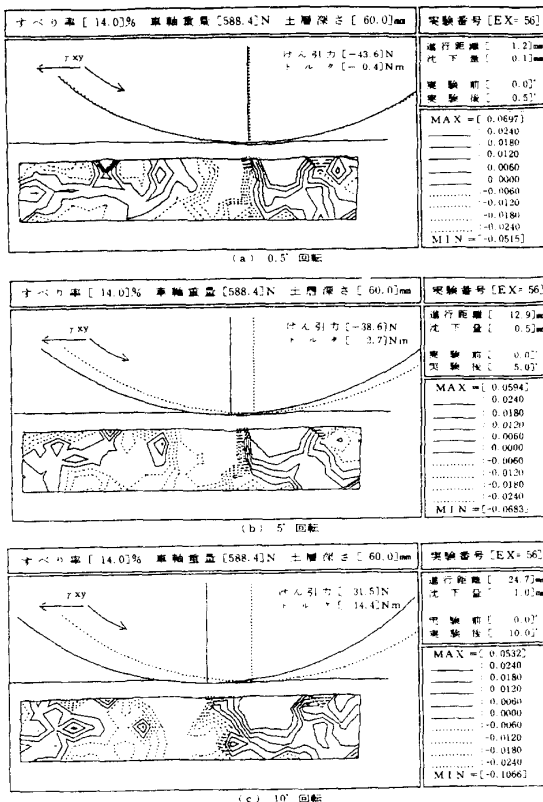 すべり率[ 14.0]% 車軸重量[588.4]N 土層深さ[ 60.0]mm
実験番号[EX= 56]
γxy
けん引力[-43.6]N
トルク[- 0.4]Nm
進行距離[ 1.2]mm
沈下量[ 0.1]mm
実験前[ 0.0]°
実験後[ 0.5]°
MAX =[ 0.0697]
: 0.0240
: 0.0180
: 0.0120
: 0.0060
: 0.0000
:-0.0060
:-0.0120
:-0.0180
:-0.0240
MIN =[-0.0515]
(a) 0.5° 回転
すべり率[ 14.0]% 車軸重量[588.4]N 土層深さ[ 60.0]mm
実験番号[EX= 56]
γxy
けん引力[-38.6]N
トルク[ 3.7]Nm
進行距離[ 12.9]mm
沈下量[ 0.5]mm
実験前[ 0.0]°
実験後[ 5.0]°
MAX =[ 0.0594]
: 0.0240
: 0.0180
: 0.0120
: 0.0060
: 0.0000
:-0.0060
:-0.0120
:-0.0180
:-0.0240
MIN =[-0.0683]
(b) 5° 回転
すべり率[ 14.0]% 車軸重量[588.4]N 土層深さ[ 60.0]mm
実験番号[EX= 56]
γxy
けん引力[ 31.5]N
トルク[ 14.4]Nm
進行距離[ 24.7]mm
沈下量[ 1.0]mm
実験前[ 0.0]°
実験後[ 10.0]°
MAX =[ 0.0532]
: 0.0240
: 0.0180
: 0.0120
: 0.0060
: 0.0000
:-0.0060
:-0.0120
:-0.0180
:-0.0240
MIN =[-0.1066]
(c) 10° 回転